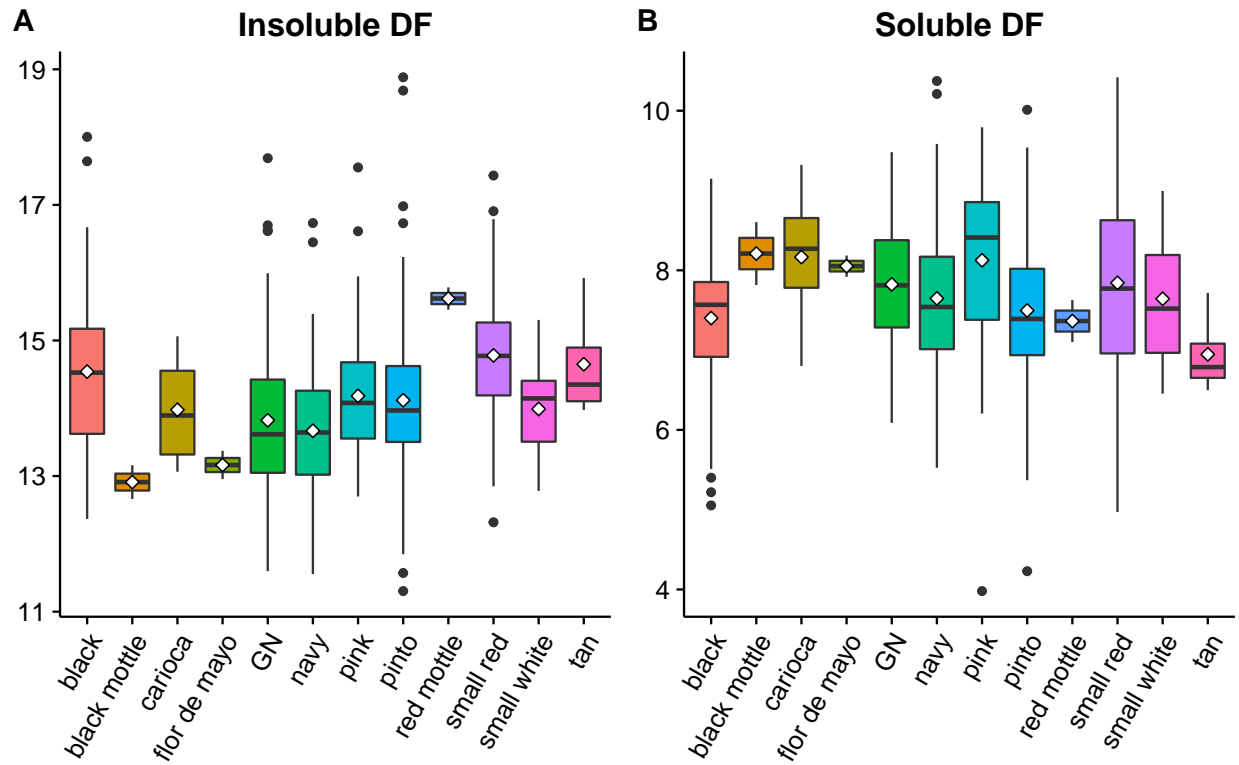 A
Insoluble DF
19
17
15
13
11
black
black mottle
carioca
flor de mayo
GN
navy
pink
pinto
red mottle
small red
small white
tan
B
Soluble DF
10
8
6
4
black
black mottle
carioca
flor de mayo
GN
navy
pink
pinto
red mottle
small red
small white
tan